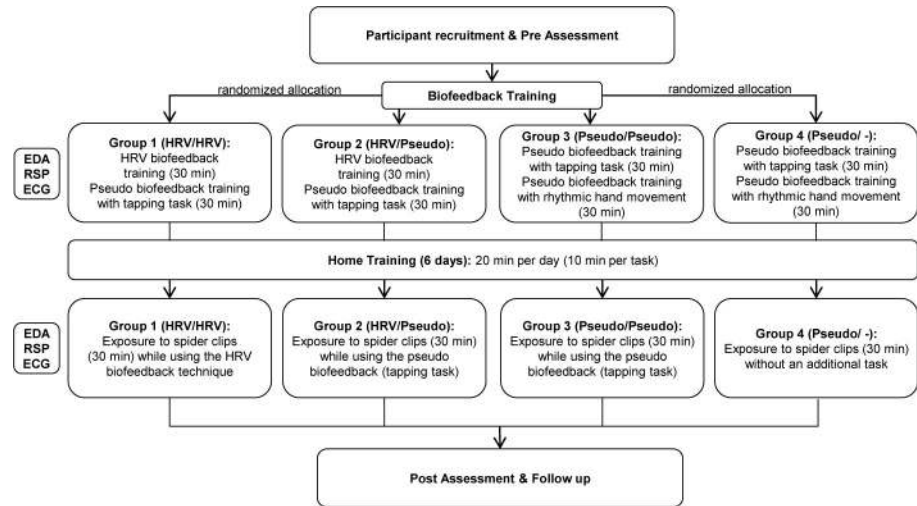 Participant recruitment & Pre Assessment
randomized allocation
randomized allocation
Biofeedback Training
EDA
RSP
ECG
Group 1 (HRV/HRV):
HRV biofeedback
training (30 min)
Pseudo biofeedback training
with tapping task (30 min)
Group 2 (HRV/Pseudo):
HRV biofeedback
training (30 min)
Pseudo biofeedback training
with tapping task (30 min)
Group 3 (Pseudo/Pseudo):
Pseudo biofeedback training
with tapping task (30 min)
Pseudo biofeedback training
with rhythmic hand movement
(30 min)
Group 4 (Pseudo/ -):
Pseudo biofeedback training
with tapping task (30 min)
Pseudo biofeedback training
with rhythmic hand movement
(30 min)
Home Training (6 days): 20 min per day (10 min per task)
EDA
RSP
ECG
Group 1 (HRV/HRV):
Exposure to spider clips
(30 min) while using the HRV
biofeedback technique
Group 2 (HRV/Pseudo):
Exposure to spider clips (30 min)
while using the pseudo
biofeedback (tapping task)
Group 3 (Pseudo/Pseudo):
Exposure to spider clips (30 min)
while using the pseudo
biofeedback (tapping task)
Group 4 (Pseudo/ -):
Exposure to spider clips (30 min)
without an additional task
Post Assessment & Follow up